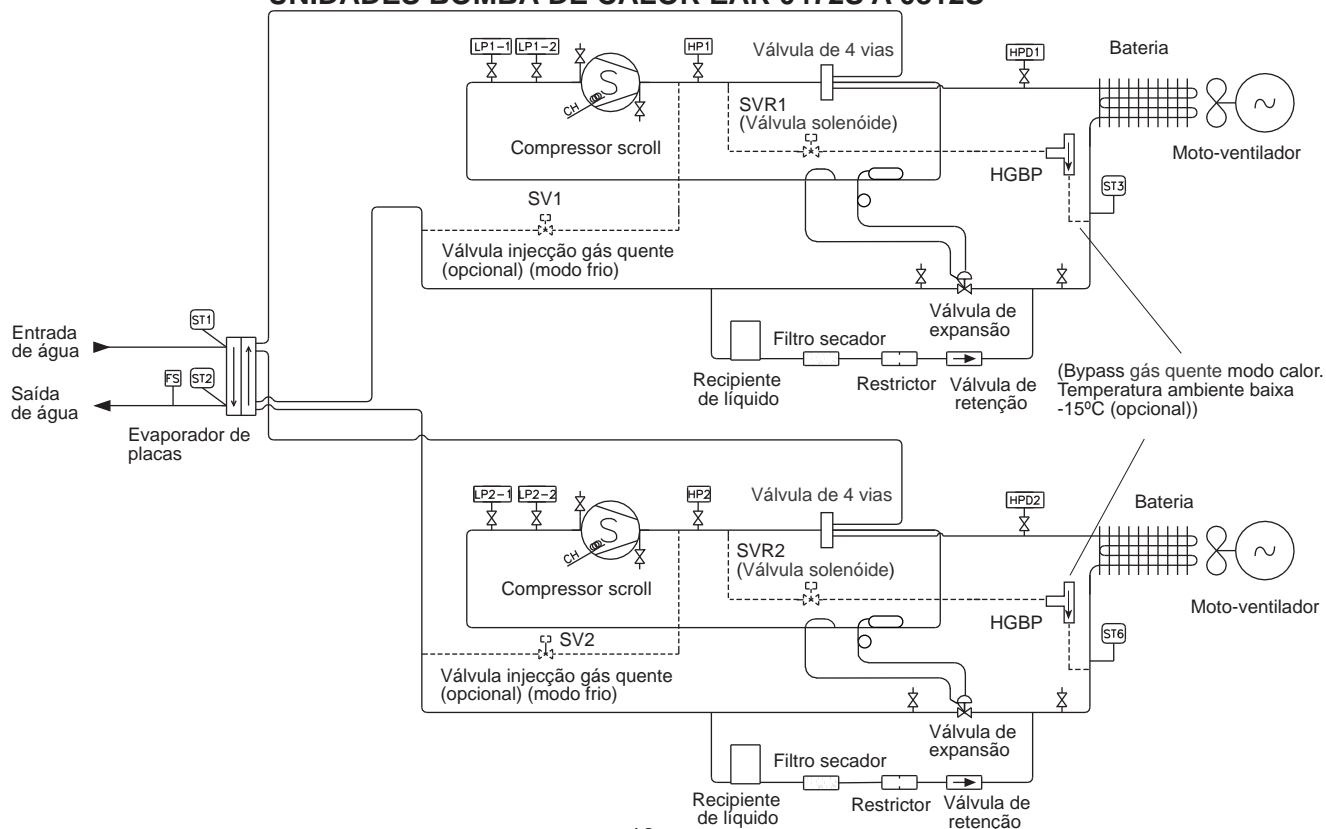 UNIDADES BOMBA DE CALOR EAR 0472S A 0812S
LP1-1
LP1-2
HP1
Válvula de 4 vias
HPD1
Bateria
CH
S
Compressor scroll
SVR1
(Válvula solenóide)
HGBP
Moto-ventilador
ST3
SV1
Válvula injecção gás quente
(opcional) (modo frio)
Válvula de
expansão
Filtro secador
Recipiente
de líquido
Restrictor
Válvula de
retenção
(Bypass gás quente modo calor.
Temperatura ambiente baixa
-15ºC (opcional))
Entrada
de água
ST1
Saída
de água
FS
ST2
Evaporador de
placas
LP2-1
LP2-2
HP2
Válvula de 4 vias
HPD2
Bateria
CH
S
Compressor scroll
SVR2
(Válvula solenóide)
HGBP
Moto-ventilador
ST6
SV2
Válvula injecção gás quente
(opcional) (modo frio)
Válvula de
expansão
Filtro secador
Recipiente
de líquido
Restrictor
Válvula de
retenção